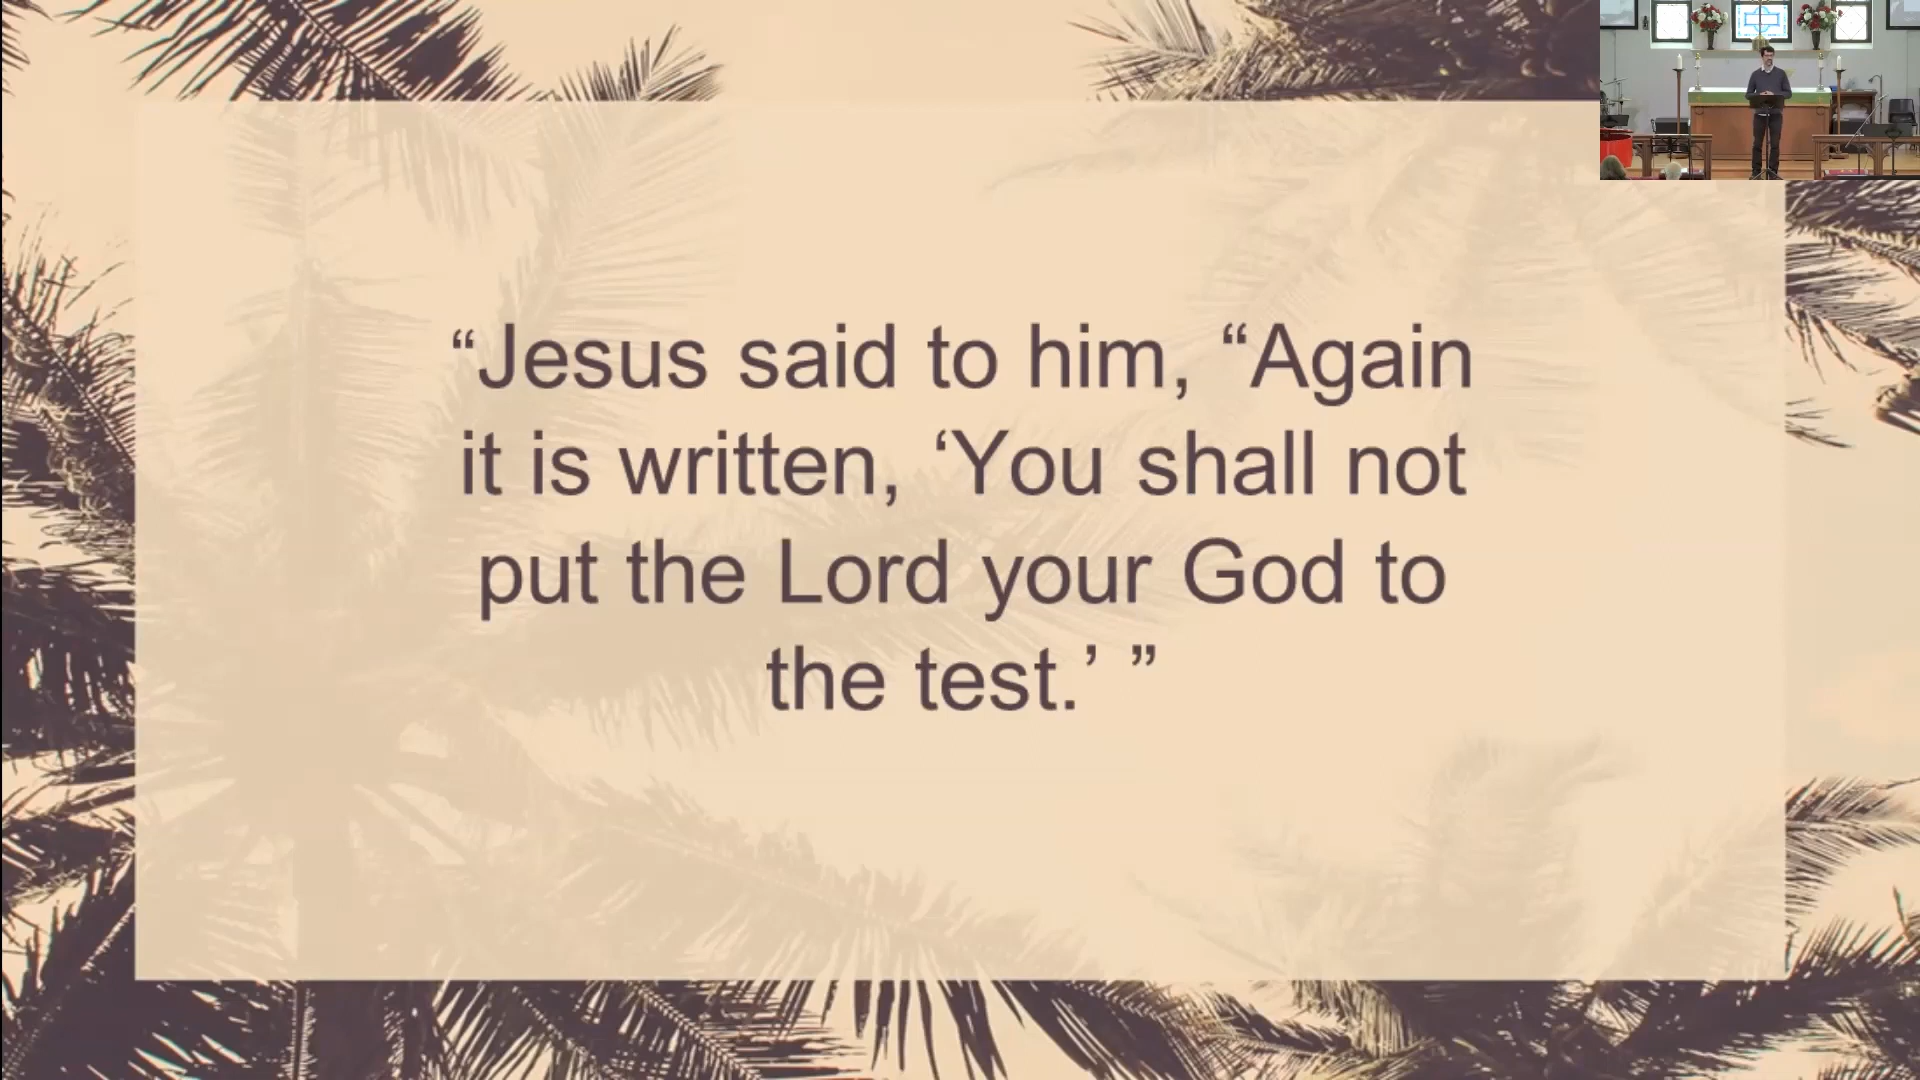 “Jesus said to him, “Again
it is written, ‘You shall not
put the Lord your God to
the test.’ ”